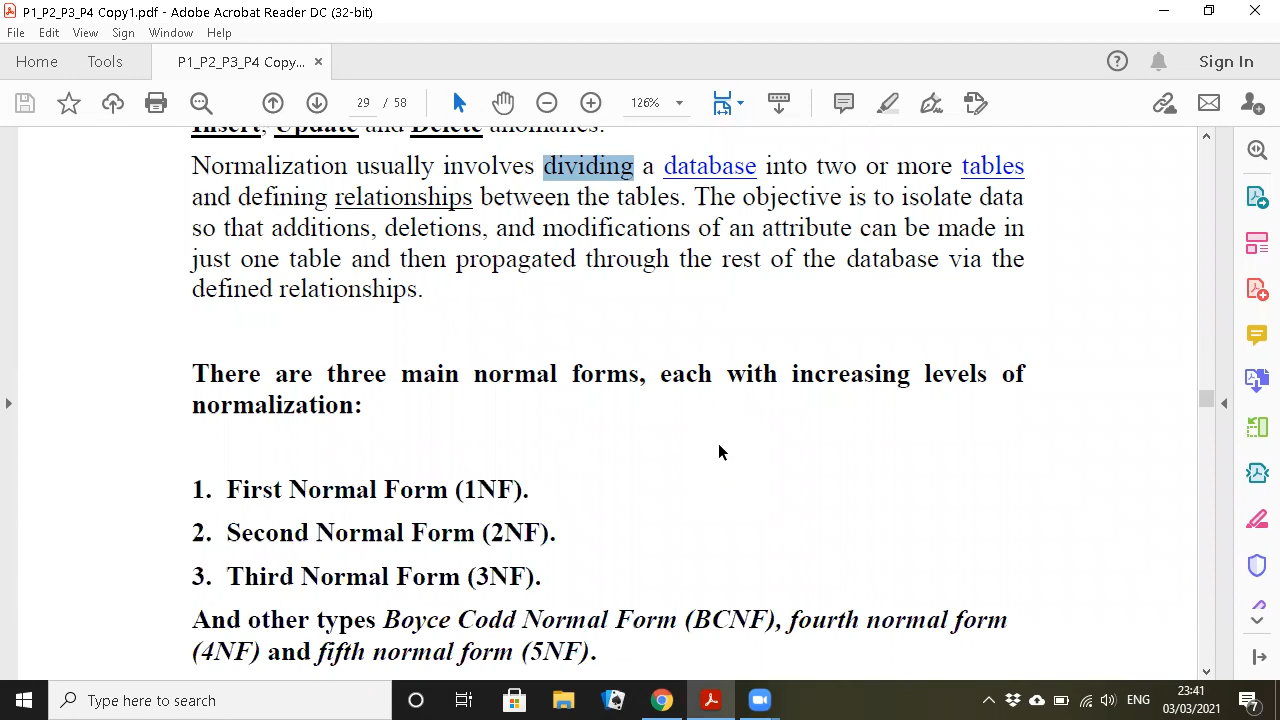 P1_P2_P3_P4 Copy1.pdf - Adobe Acrobat Reader DC (32-bit)
File Edit View Sign Window Help
Home Tools P1_P2_P3_P4 Copy... × Sign In
29 / 58 126%
Insert, Update and Delete anomalies.
Normalization usually involves dividing a database into two or more tables
and defining relationships between the tables. The objective is to isolate data
so that additions, deletions, and modifications of an attribute can be made in
just one table and then propagated through the rest of the database via the
defined relationships.
There are three main normal forms, each with increasing levels of
normalization:
1. First Normal Form (1NF).
2. Second Normal Form (2NF).
3. Third Normal Form (3NF).
And other types Boyce Codd Normal Form (BCNF), fourth normal form
(4NF) and fifth normal form (5NF).
Type here to search
ENG
23:41
03/03/2021
7